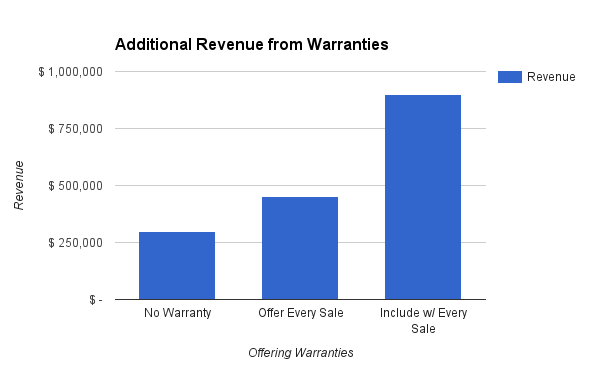 Additional Revenue from Warranties
$ 1,000,000
$ 750,000
$ 500,000
$ 250,000
$ -
Revenue
Revenue
No Warranty
Offer Every Sale
Include w/ Every
Sale
Offering Warranties